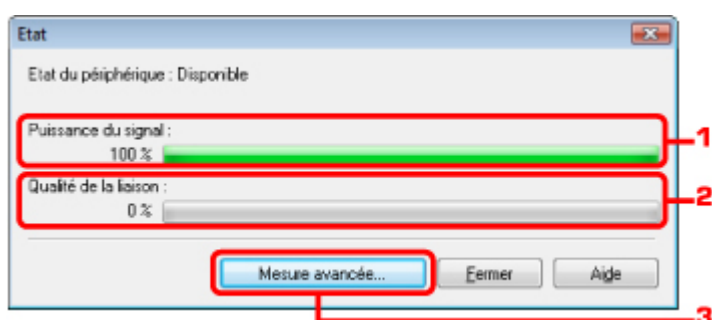 Etat
Etat du périphérique : Disponible
Puissance du signal :
100 %
1
Qualité de la liaison :
0 %
2
Mesure avancée... Fermer Aide
3